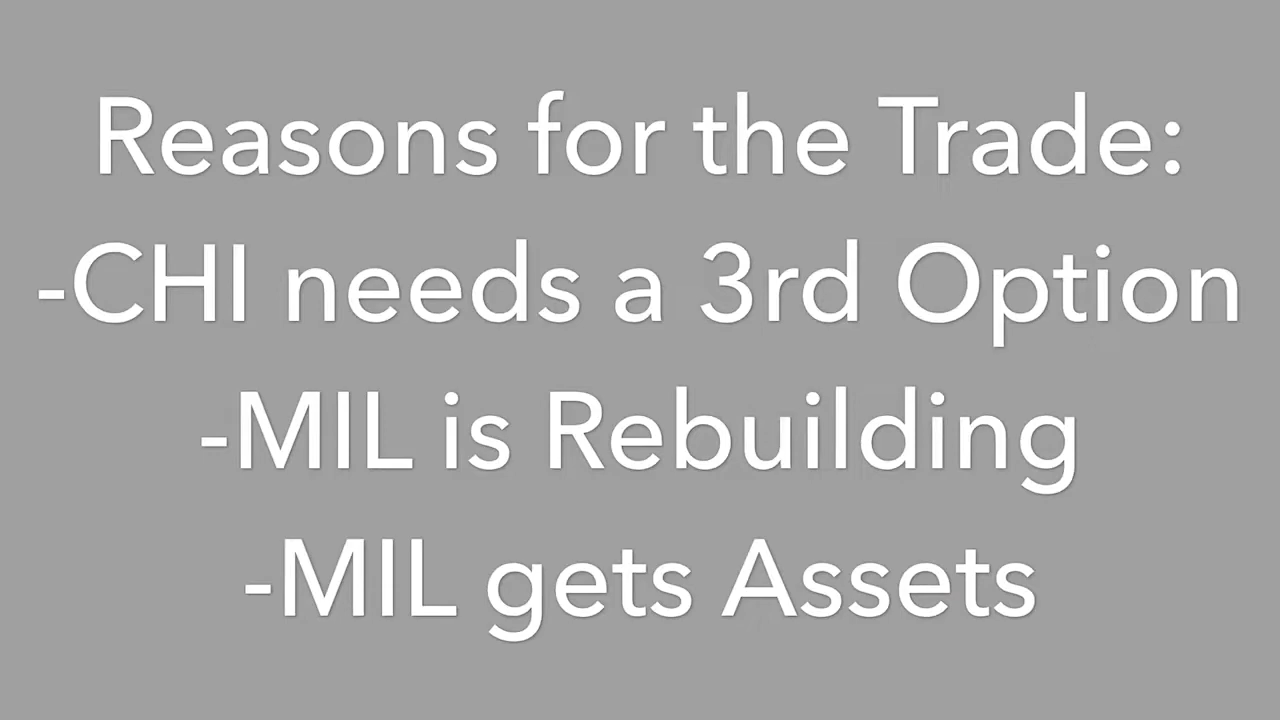 Reasons for the Trade:
-CHI needs a 3rd Option
-MIL is Rebuilding
-MIL gets Assets